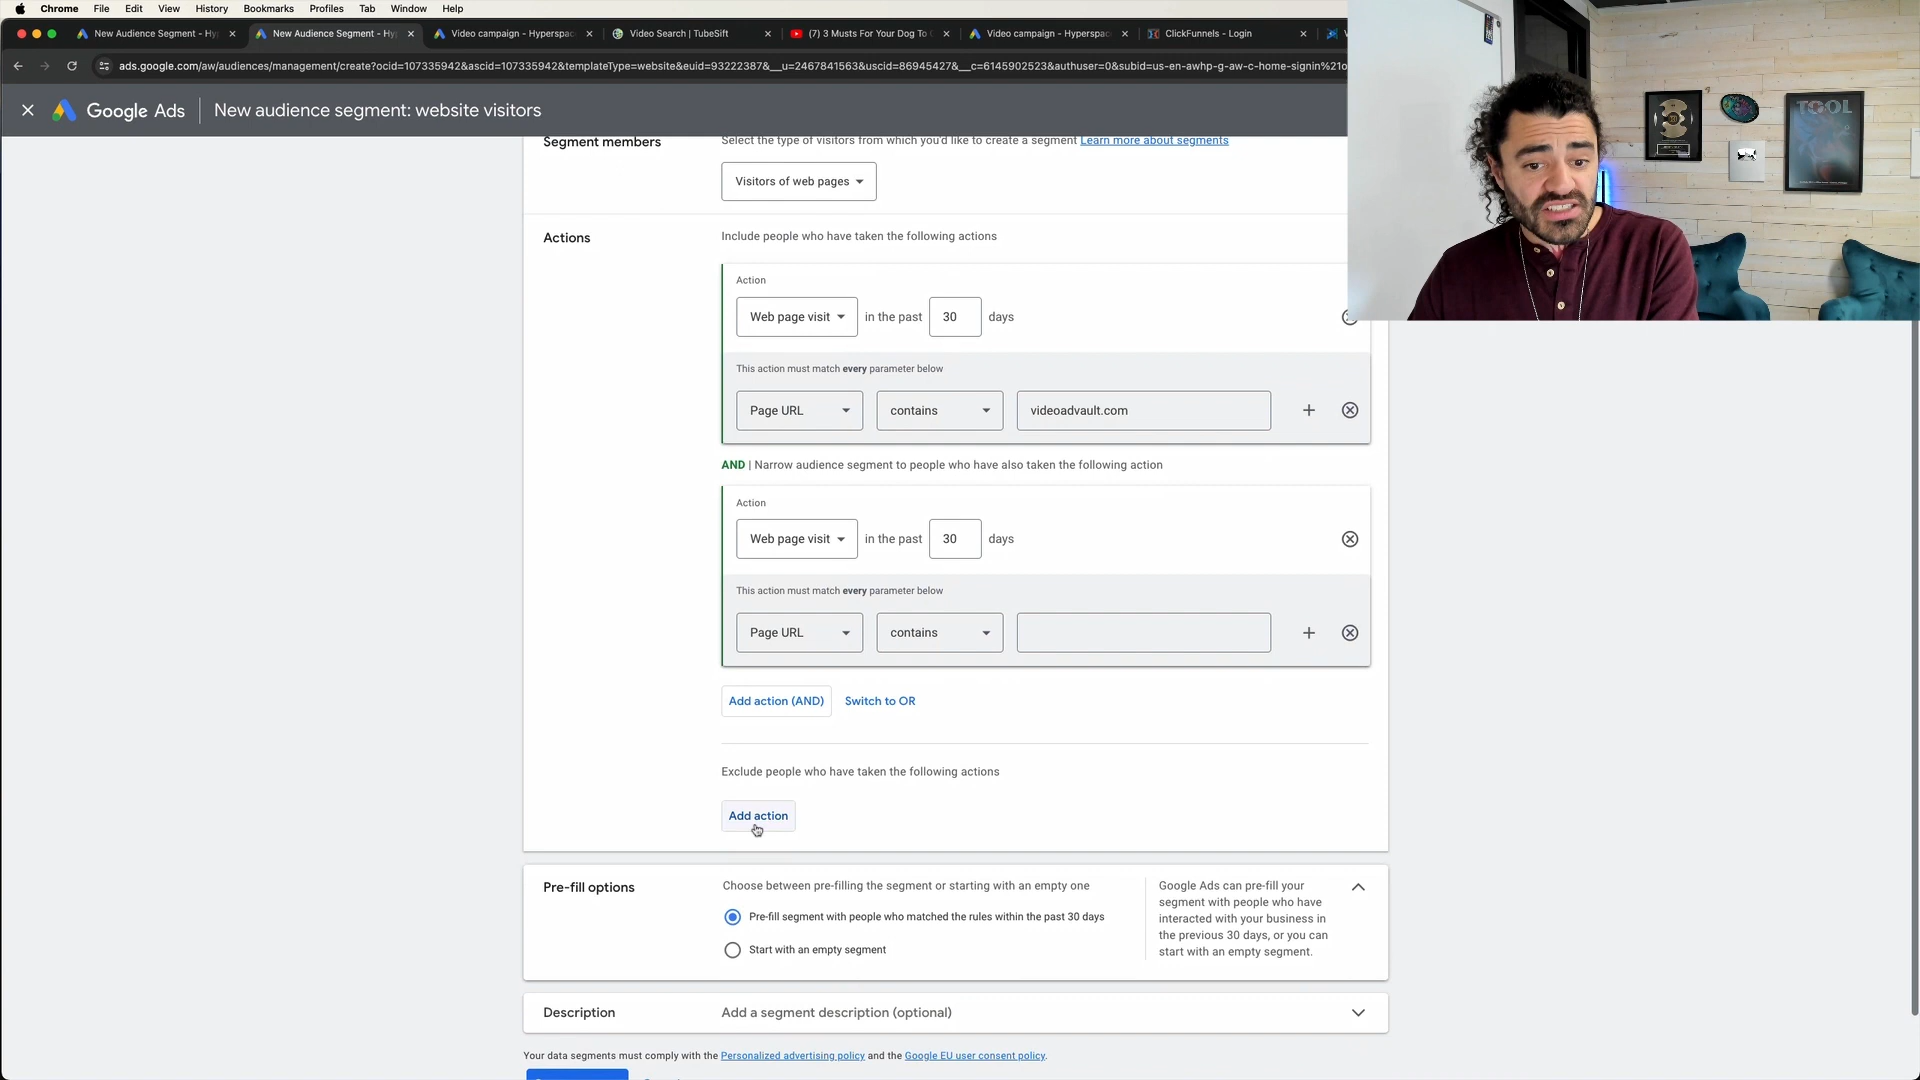 Chrome File Edit View History Bookmarks Profiles Tab Window Help
New Audience Segment - Hy New Audience Segment - Hy Video campaign - Hyperspac Video Search | TubeSift (7) 3 Musts For Your Dog To Video campaign - Hyperspac ClickFunnels - Login
ads.google.com/aw/audiences/management/create?ocid=107335942&ascid=107335942&templateType=website&euid=93222387&__u=2467841563&uscid=86945427&__c=6145902523&authuser=0&subid=us-en-awhp-g-aw-c-home-signin%21o
Google Ads New audience segment: website visitors
TOOL
Segment members Select the type of visitors from which you'd like to create a segment Learn more about segments
Visitors of web pages
Actions Include people who have taken the following actions
Action
Web page visit in the past 30 days
This action must match every parameter below
Page URL contains videoadvault.com
AND | Narrow audience segment to people who have also taken the following action
Action
Web page visit in the past 30 days
This action must match every parameter below
Page URL contains
Add action (AND) Switch to OR
Exclude people who have taken the following actions
Add action
Pre-fill options Choose between pre-filling the segment or starting with an empty one
Pre-fill segment with people who matched the rules within the past 30 days
Start with an empty segment
Google Ads can pre-fill your
segment with people who have
interacted with your business in
the previous 30 days, or you can
start with an empty segment.
Description Add a segment description (optional)
Your data segments must comply with the Personalized advertising policy and the Google EU user consent policy.